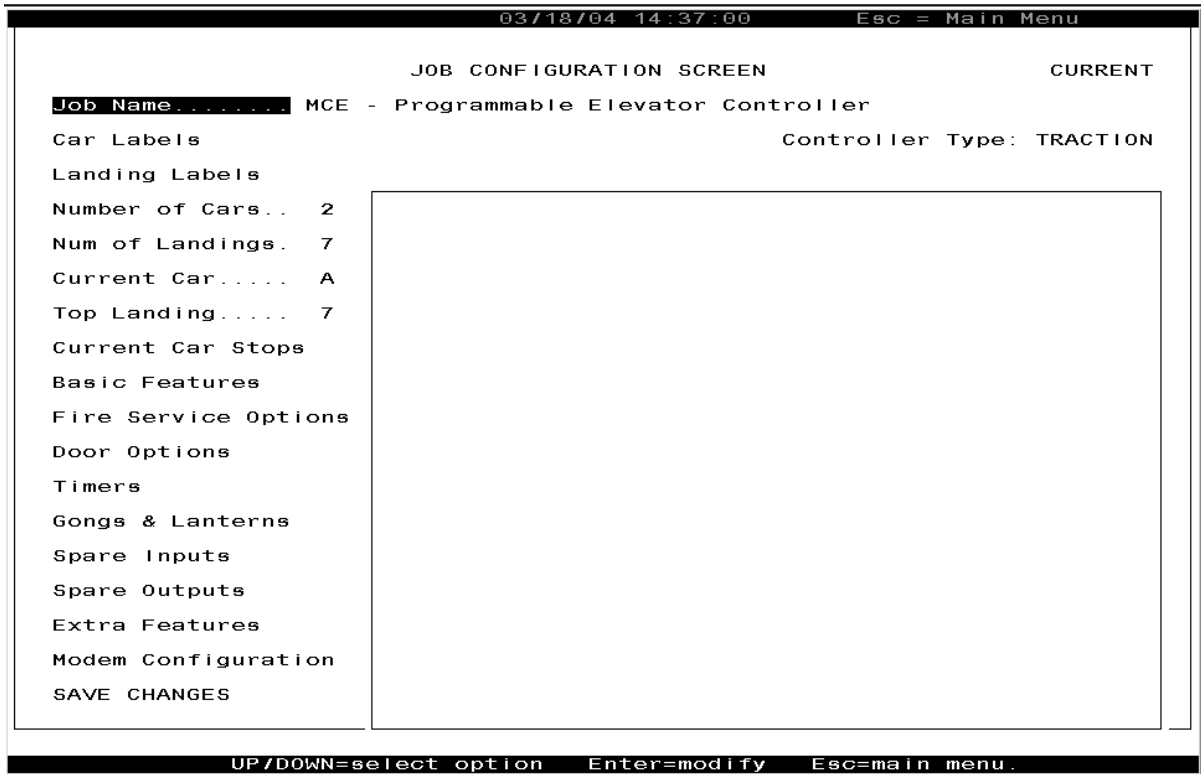 03/18/04 14:37:00 Esc = Main Menu
JOB CONFIGURATION SCREEN CURRENT
Job Name........ MCE - Programmable Elevator Controller
Car Labels Controller Type: TRACTION
Landing Labels
Number of Cars.. 2
Num of Landings. 7
Current Car..... A
Top Landing..... 7
Current Car Stops
Basic Features
Fire Service Options
Door Options
Timers
Gongs & Lanterns
Spare Inputs
Spare Outputs
Extra Features
Modem Configuration
SAVE CHANGES
UP/DOWN=select option Enter=modify Esc=main menu.